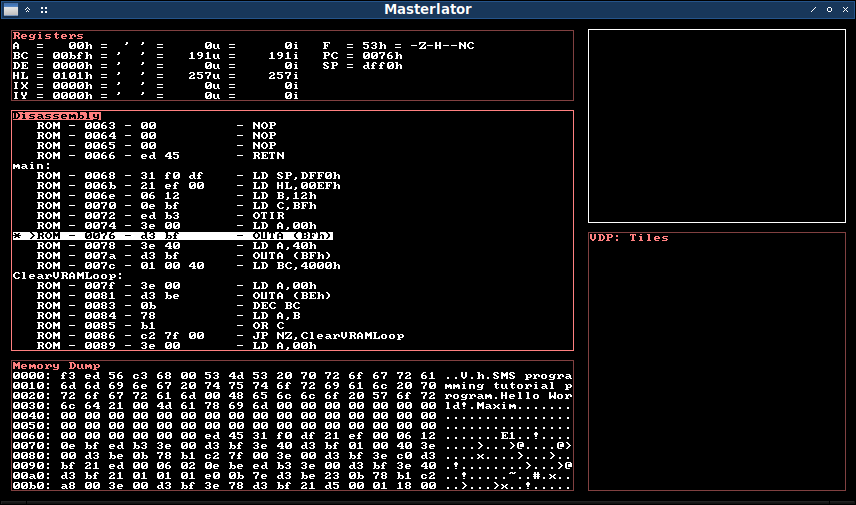 Masterlator
Registers
A  =    00h = ' ' =     0u =      0i   F  = 53h = -Z-H--NC
BC = 00bfh = ' ' =   191u =    191i   PC = 0076h
DE = 0000h = ' ' =     0u =      0i   SP = dff0h
HL = 0101h = ' ' =   257u =    257i
IX = 0000h = ' ' =     0u =      0i
IY = 0000h = ' ' =     0u =      0i
Disassembly
ROM - 0063 - 00          - NOP
ROM - 0064 - 00          - NOP
ROM - 0065 - 00          - NOP
ROM - 0066 - ed 45       - RETN
main:
ROM - 0068 - 31 f0 df    - LD SP,DFF0h
ROM - 006b - 21 ef 00    - LD HL,00EFh
ROM - 006e - 06 12       - LD B,12h
ROM - 0070 - 0e bf       - LD C,BFh
ROM - 0072 - ed b3       - OTIR
ROM - 0074 - 3e 00       - LD A,00h
* >ROM - 0076 - d3 bf       - OUTA (BFh)
ROM - 0078 - 3e 40       - LD A,40h
ROM - 007a - d3 bf       - OUTA (BFh)
ROM - 007c - 01 00 40    - LD BC,4000h
ClearVRAMLoop:
ROM - 007f - 3e 00       - LD A,00h
ROM - 0081 - d3 be       - OUTA (BEh)
ROM - 0083 - 0b          - DEC BC
ROM - 0084 - 78          - LD A,B
ROM - 0085 - b1          - OR C
ROM - 0086 - c2 7f 00    - JP NZ,ClearVRAMLoop
ROM - 0089 - 3e 00       - LD A,00h
Memory Dump
0000: f3 ed 56 c3 68 00 53 4d 53 20 70 72 6f 67 72 61 ..V.h.SMS progra
0010: 6d 6d 69 6e 67 20 74 75 74 6f 72 69 61 6c 20 70 mming tutorial p
0020: 72 6f 67 72 61 6d 00 48 65 6c 6c 6f 20 57 6f 72 rogram.Hello Wor
0030: 6c 64 21 00 4d 61 78 69 6d 00 00 00 00 00 00 00 ld!.Maxim.......
0040: 00 00 00 00 00 00 00 00 00 00 00 00 00 00 00 00 ................
0050: 00 00 00 00 00 00 00 00 00 00 00 00 00 00 00 00 ................
0060: 00 00 00 00 00 00 ed 45 31 f0 df 21 ef 00 06 12 .......E1..!....
0070: 0e bf ed b3 3e 00 d3 bf 3e 40 d3 bf 01 00 40 3e ....>...>@....@>
0080: 00 d3 be 0b 78 b1 c2 7f 00 3e 00 d3 bf 3e c0 d3 ....x....>...>..
0090: bf 21 ed 00 06 02 0e be ed b3 3e 00 d3 bf 3e 40 .!........>...>@
00a0: d3 bf 21 01 01 01 e0 0b 7e d3 be 23 0b 78 b1 c2 ..!.....~..#.x..
00b0: a8 00 3e 00 d3 bf 3e 78 d3 bf 21 d5 00 01 18 00 ..>...>x..!.....
VDP: Tiles